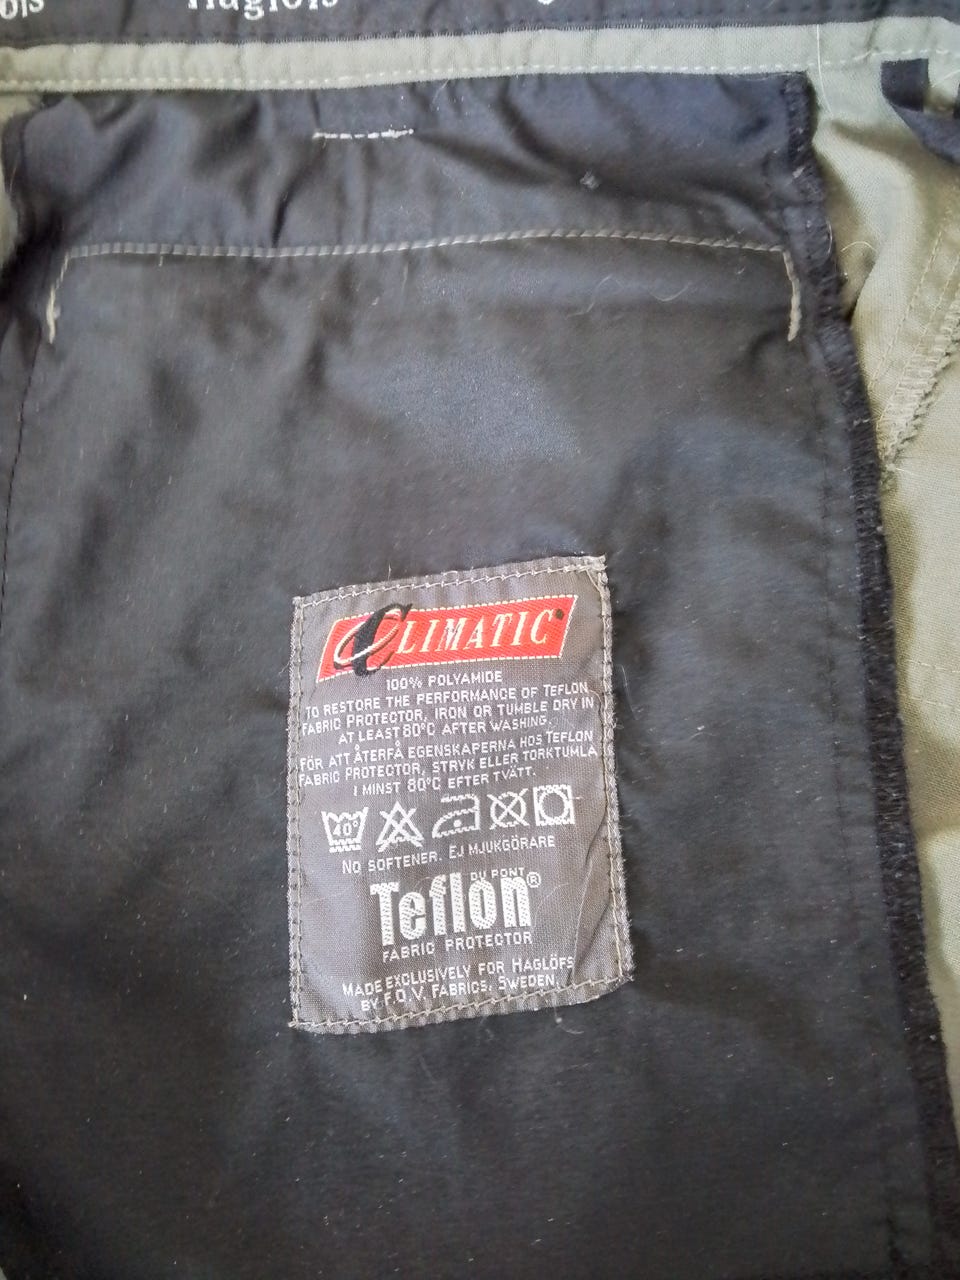 Haglöfs
CLIMATIC
100% POLYAMIDE
TO RESTORE THE PERFORMANCE OF TEFLON
FABRIC PROTECTOR, IRON OR TUMBLE DRY IN
AT LEAST 80°C AFTER WASHING.
FÖR ATT ÅTERFÅ EGENSKAPERNA HOS TEFLON
FABRIC PROTECTOR, STRYK ELLER TORKTUMLA
I MINST 80°C EFTER TVÄTT.
40°
NO SOFTENER. EJ MJUKGÖRARE
DU PONT
Teflon®
FABRIC PROTECTOR
MADE EXCLUSIVELY FOR HAGLÖFS
BY F.O.V. FABRICS, SWEDEN.